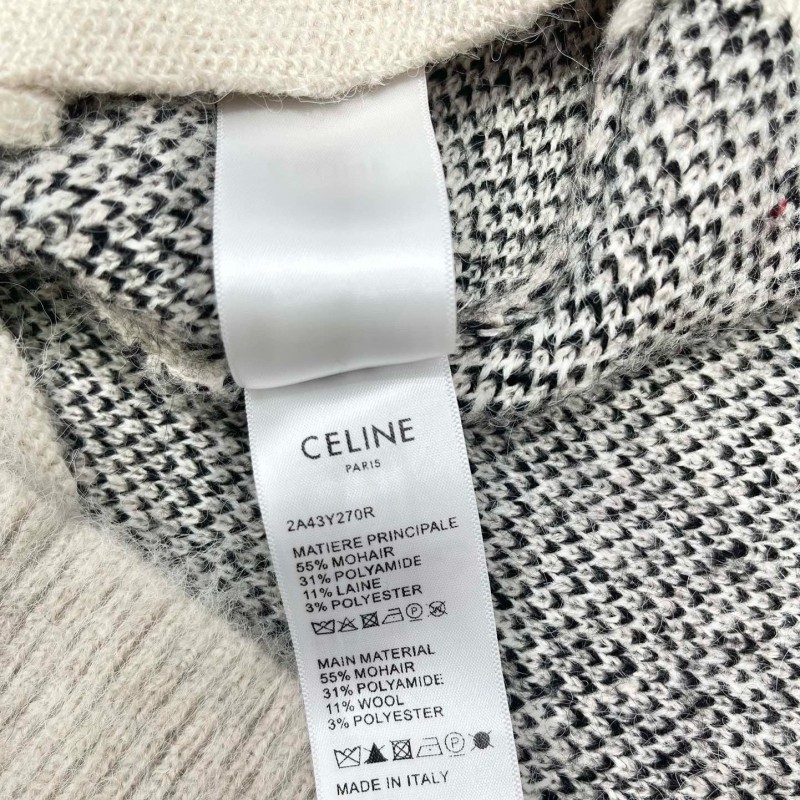 CELINE
PARIS
2A43Y270R
MATIERE PRINCIPALE
55% MOHAIR
31% POLYAMIDE
11% LAINE
3% POLYESTER
MAIN MATERIAL
55% MOHAIR
31% POLYAMIDE
11% WOOL
3% POLYESTER
MADE IN ITALY